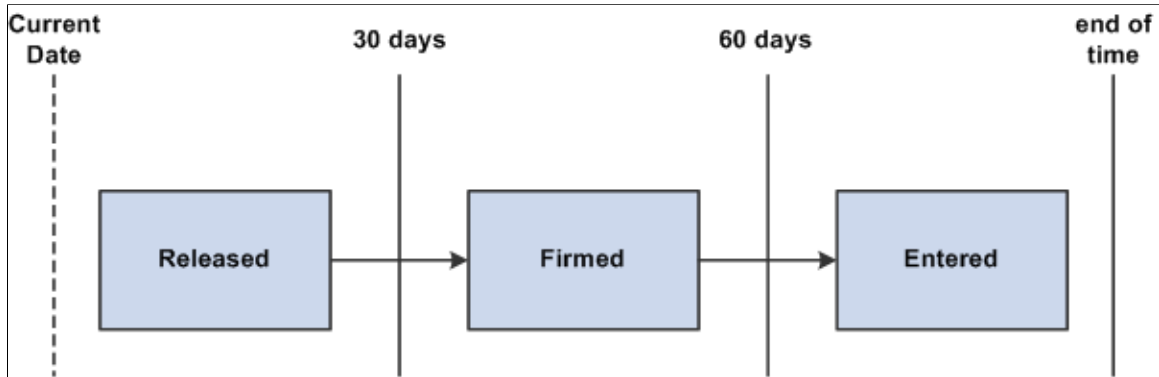 Current
Date
30 days
60 days
end of
time
Released
Firmed
Entered